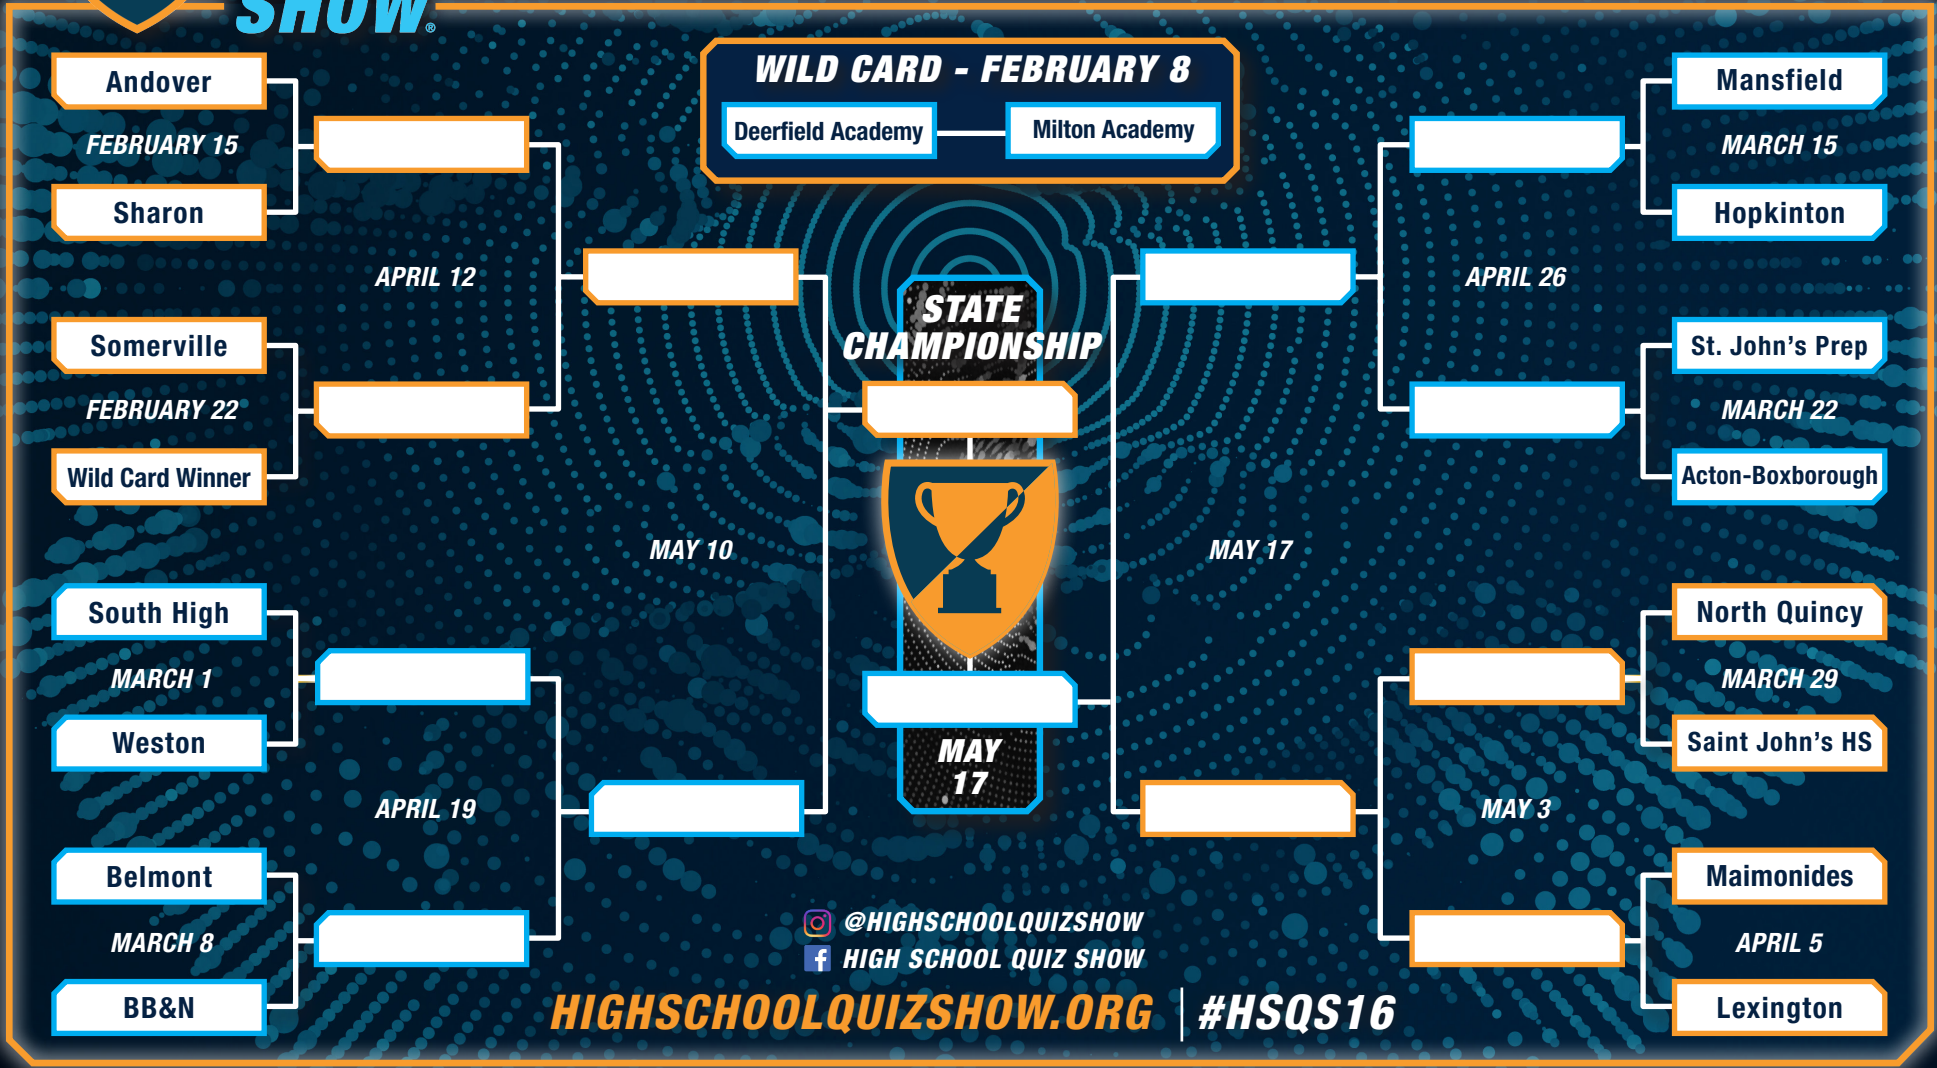 SHOW®
WILD CARD - FEBRUARY 8
Deerfield Academy
Milton Academy
Andover
FEBRUARY 15
Sharon
APRIL 12
Somerville
FEBRUARY 22
Wild Card Winner
MAY 10
South High
MARCH 1
Weston
APRIL 19
Belmont
MARCH 8
BB&N
STATE
CHAMPIONSHIP
MAY
17
Mansfield
MARCH 15
Hopkinton
APRIL 26
St. John's Prep
MARCH 22
Acton-Boxborough
MAY 17
North Quincy
MARCH 29
Saint John's HS
MAY 3
Maimonides
APRIL 5
Lexington
@HIGHSCHOOLQUIZSHOW
HIGH SCHOOL QUIZ SHOW
HIGHSCHOOLQUIZSHOW.ORG | #HSQS16